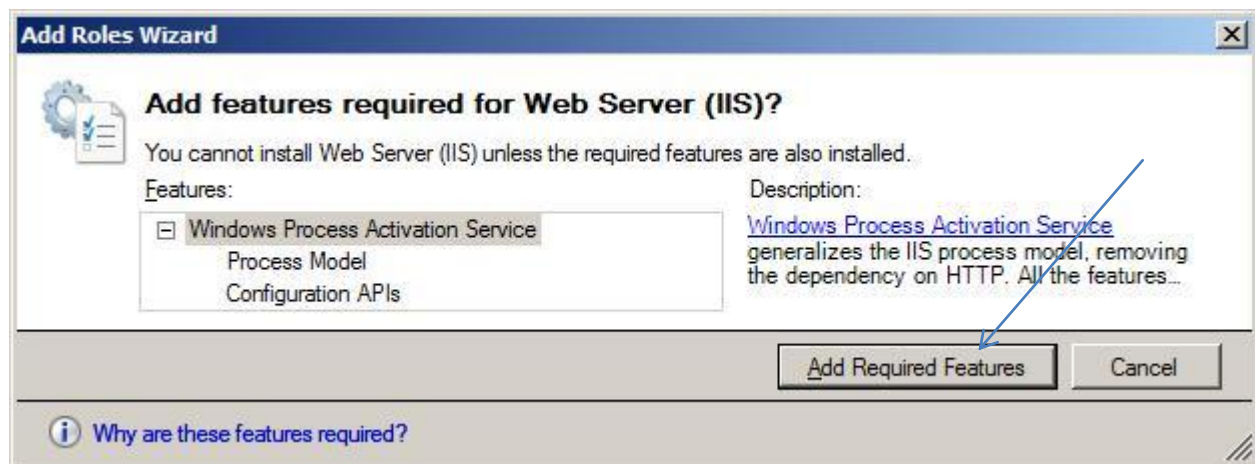 Add Roles Wizard
Add features required for Web Server (IIS)?
You cannot install Web Server (IIS) unless the required features are also installed.
Features:
Windows Process Activation Service
Process Model
Configuration APIs
Description:
Windows Process Activation Service
generalizes the IIS process model, removing
the dependency on HTTP. All the features...
Add Required Features
Cancel
Why are these features required?